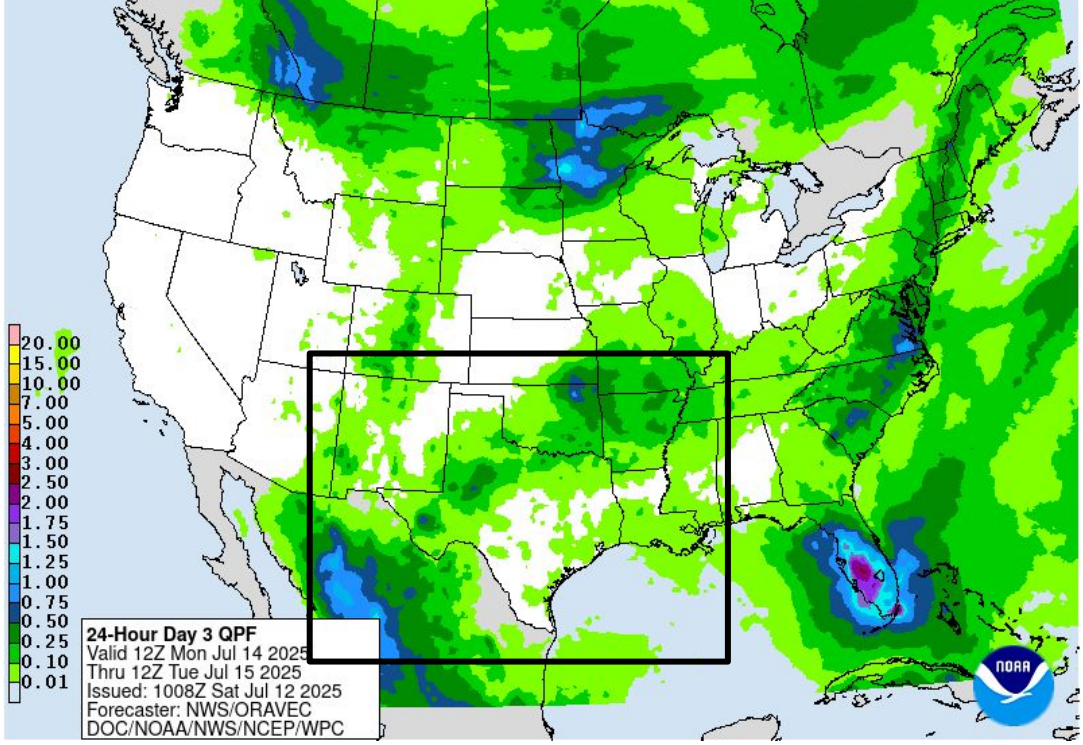 20.00
15.00
10.00
7.00
5.00
4.00
3.00
2.50
2.00
1.75
1.50
1.25
1.00
0.75
0.50
0.25
0.10
0.01
24-Hour Day 3 QPF
Valid 12Z Mon Jul 14 2025
Thru 12Z Tue Jul 15 2025
Issued: 1008Z Sat Jul 12 2025
Forecaster: NWS/ORAVEC
DOC/NOAA/NWS/NCEP/WPC
NOAA